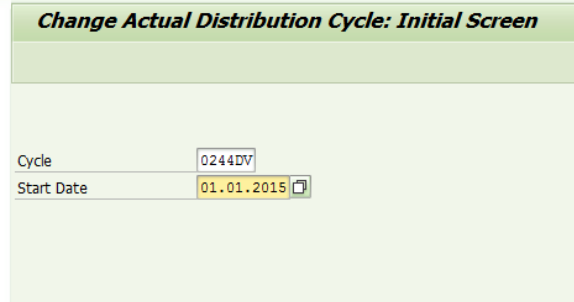 Change Actual Distribution Cycle: Initial Screen
Cycle 0244DV
Start Date 01.01.2015